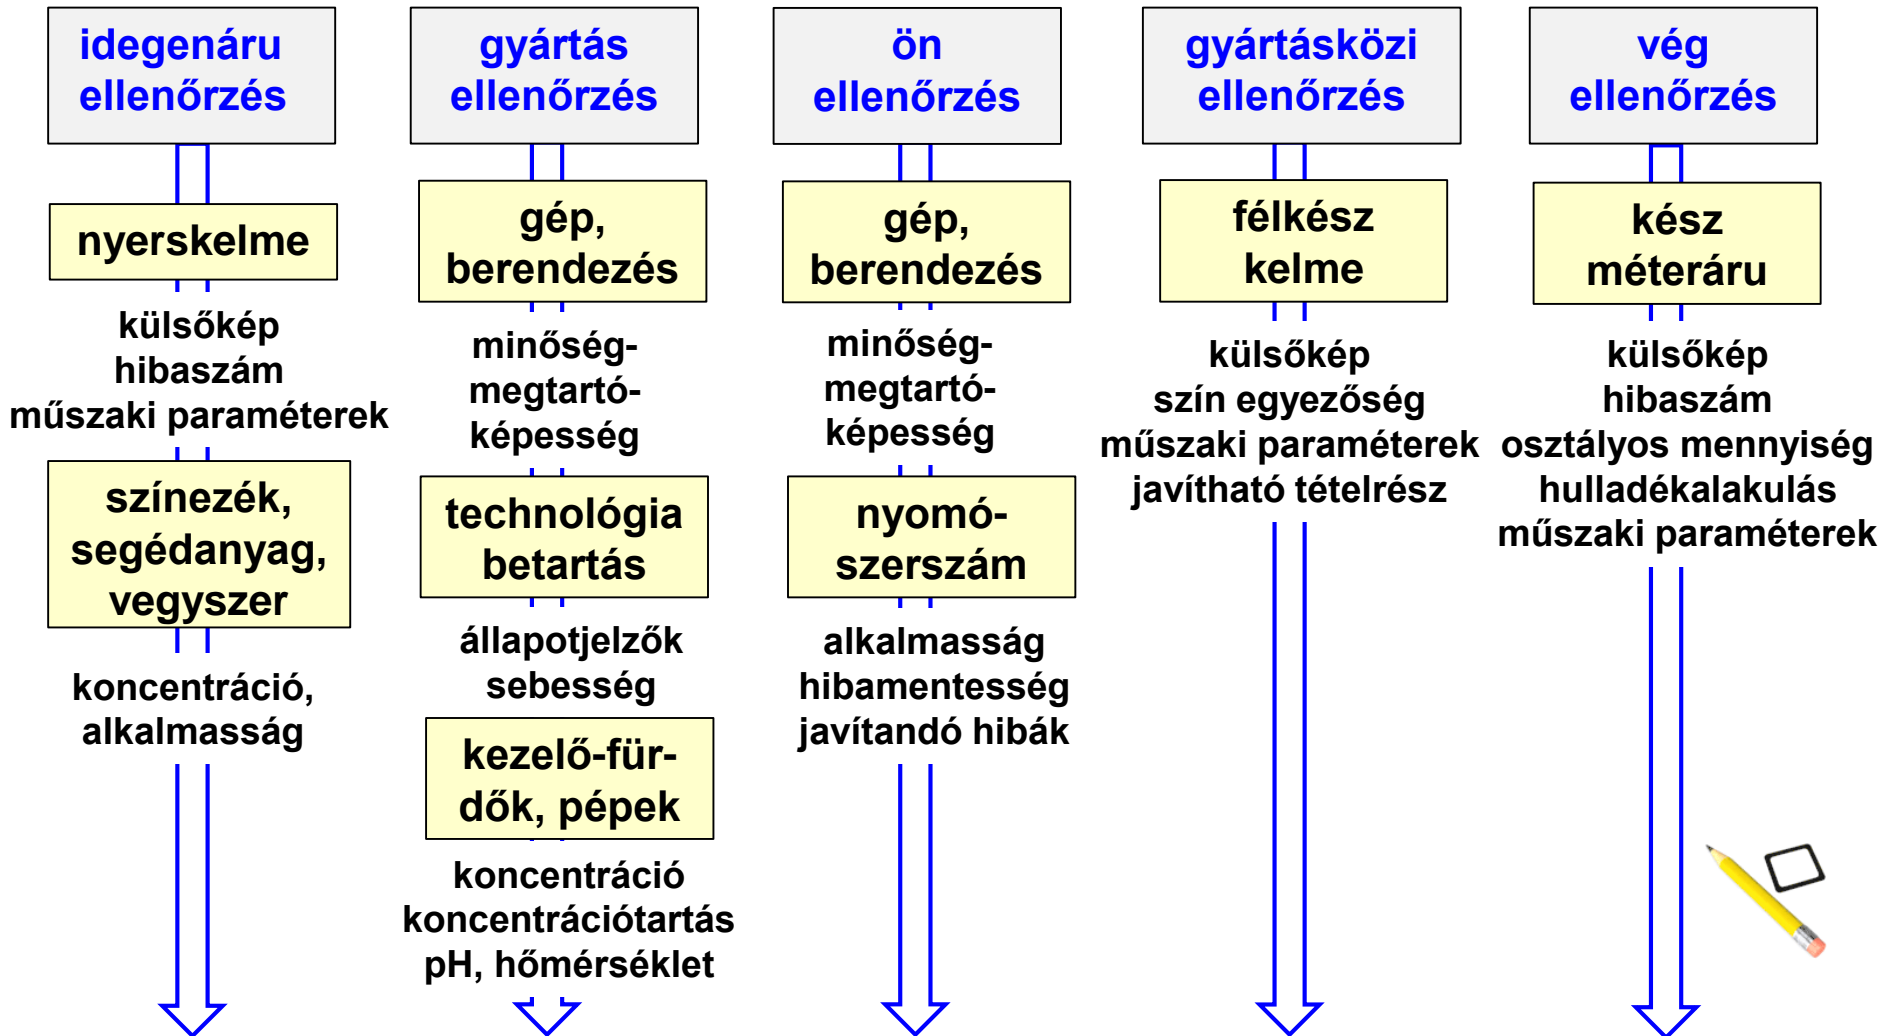 idegenáru
ellenőrzés
nyerskelme
külsőkép
hibaszám
műszaki paraméterek
színezék,
segédanyag,
vegyszer
koncentráció,
alkalmasság
gyártás
ellenőrzés
gép,
berendezés
minőség-
megtartó-
képesség
technológia
betartás
állapotjelzők
sebesség
kezelő-für-
dők, pépek
koncentráció
koncentrációtartás
pH, hőmérséklet
ön
ellenőrzés
gép,
berendezés
minőség-
megtartó-
képesség
nyomó-
szerszám
alkalmasság
hibamentesség
javítandó hibák
gyártásközi
ellenőrzés
félkész
kelme
külsőkép
szín egyezőség
műszaki paraméterek
javítható tételrész
vég
ellenőrzés
kész
méteráru
külsőkép
hibaszám
osztályos mennyiség
hulladékalakulás
műszaki paraméterek